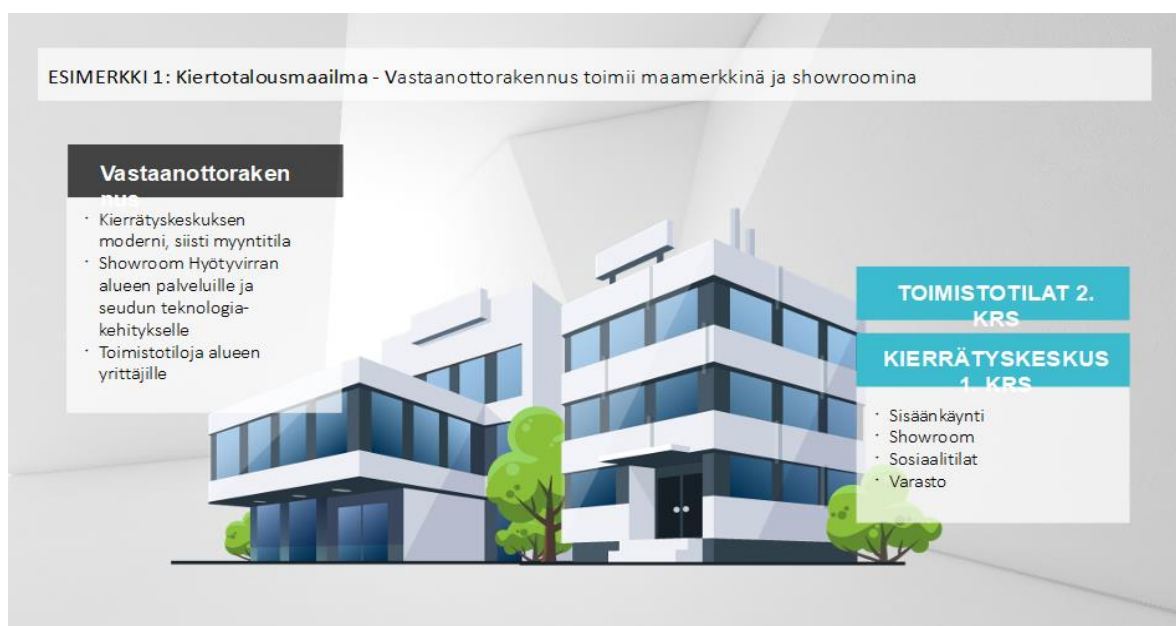 ESIMERKKI 1: Kiertotalousmaailma - Vastaanottorakennus toimii maamerkkinä ja showroomina
Vastaanottoraken
nus
· Kierrätyskeskuksen
moderni, siisti myyntitila
· Showroom Hyötyvirran
alueen palveluille ja
seudun teknologia-
kehitykselle
· Toimistotiloja alueen
yrittäjille
TOIMISTOTILAT 2.
KRS
KIERRÄTYSKESKUS
1. KRS
· Sisäänkäynti
· Showroom
· Sosiaalitilat
· Varasto